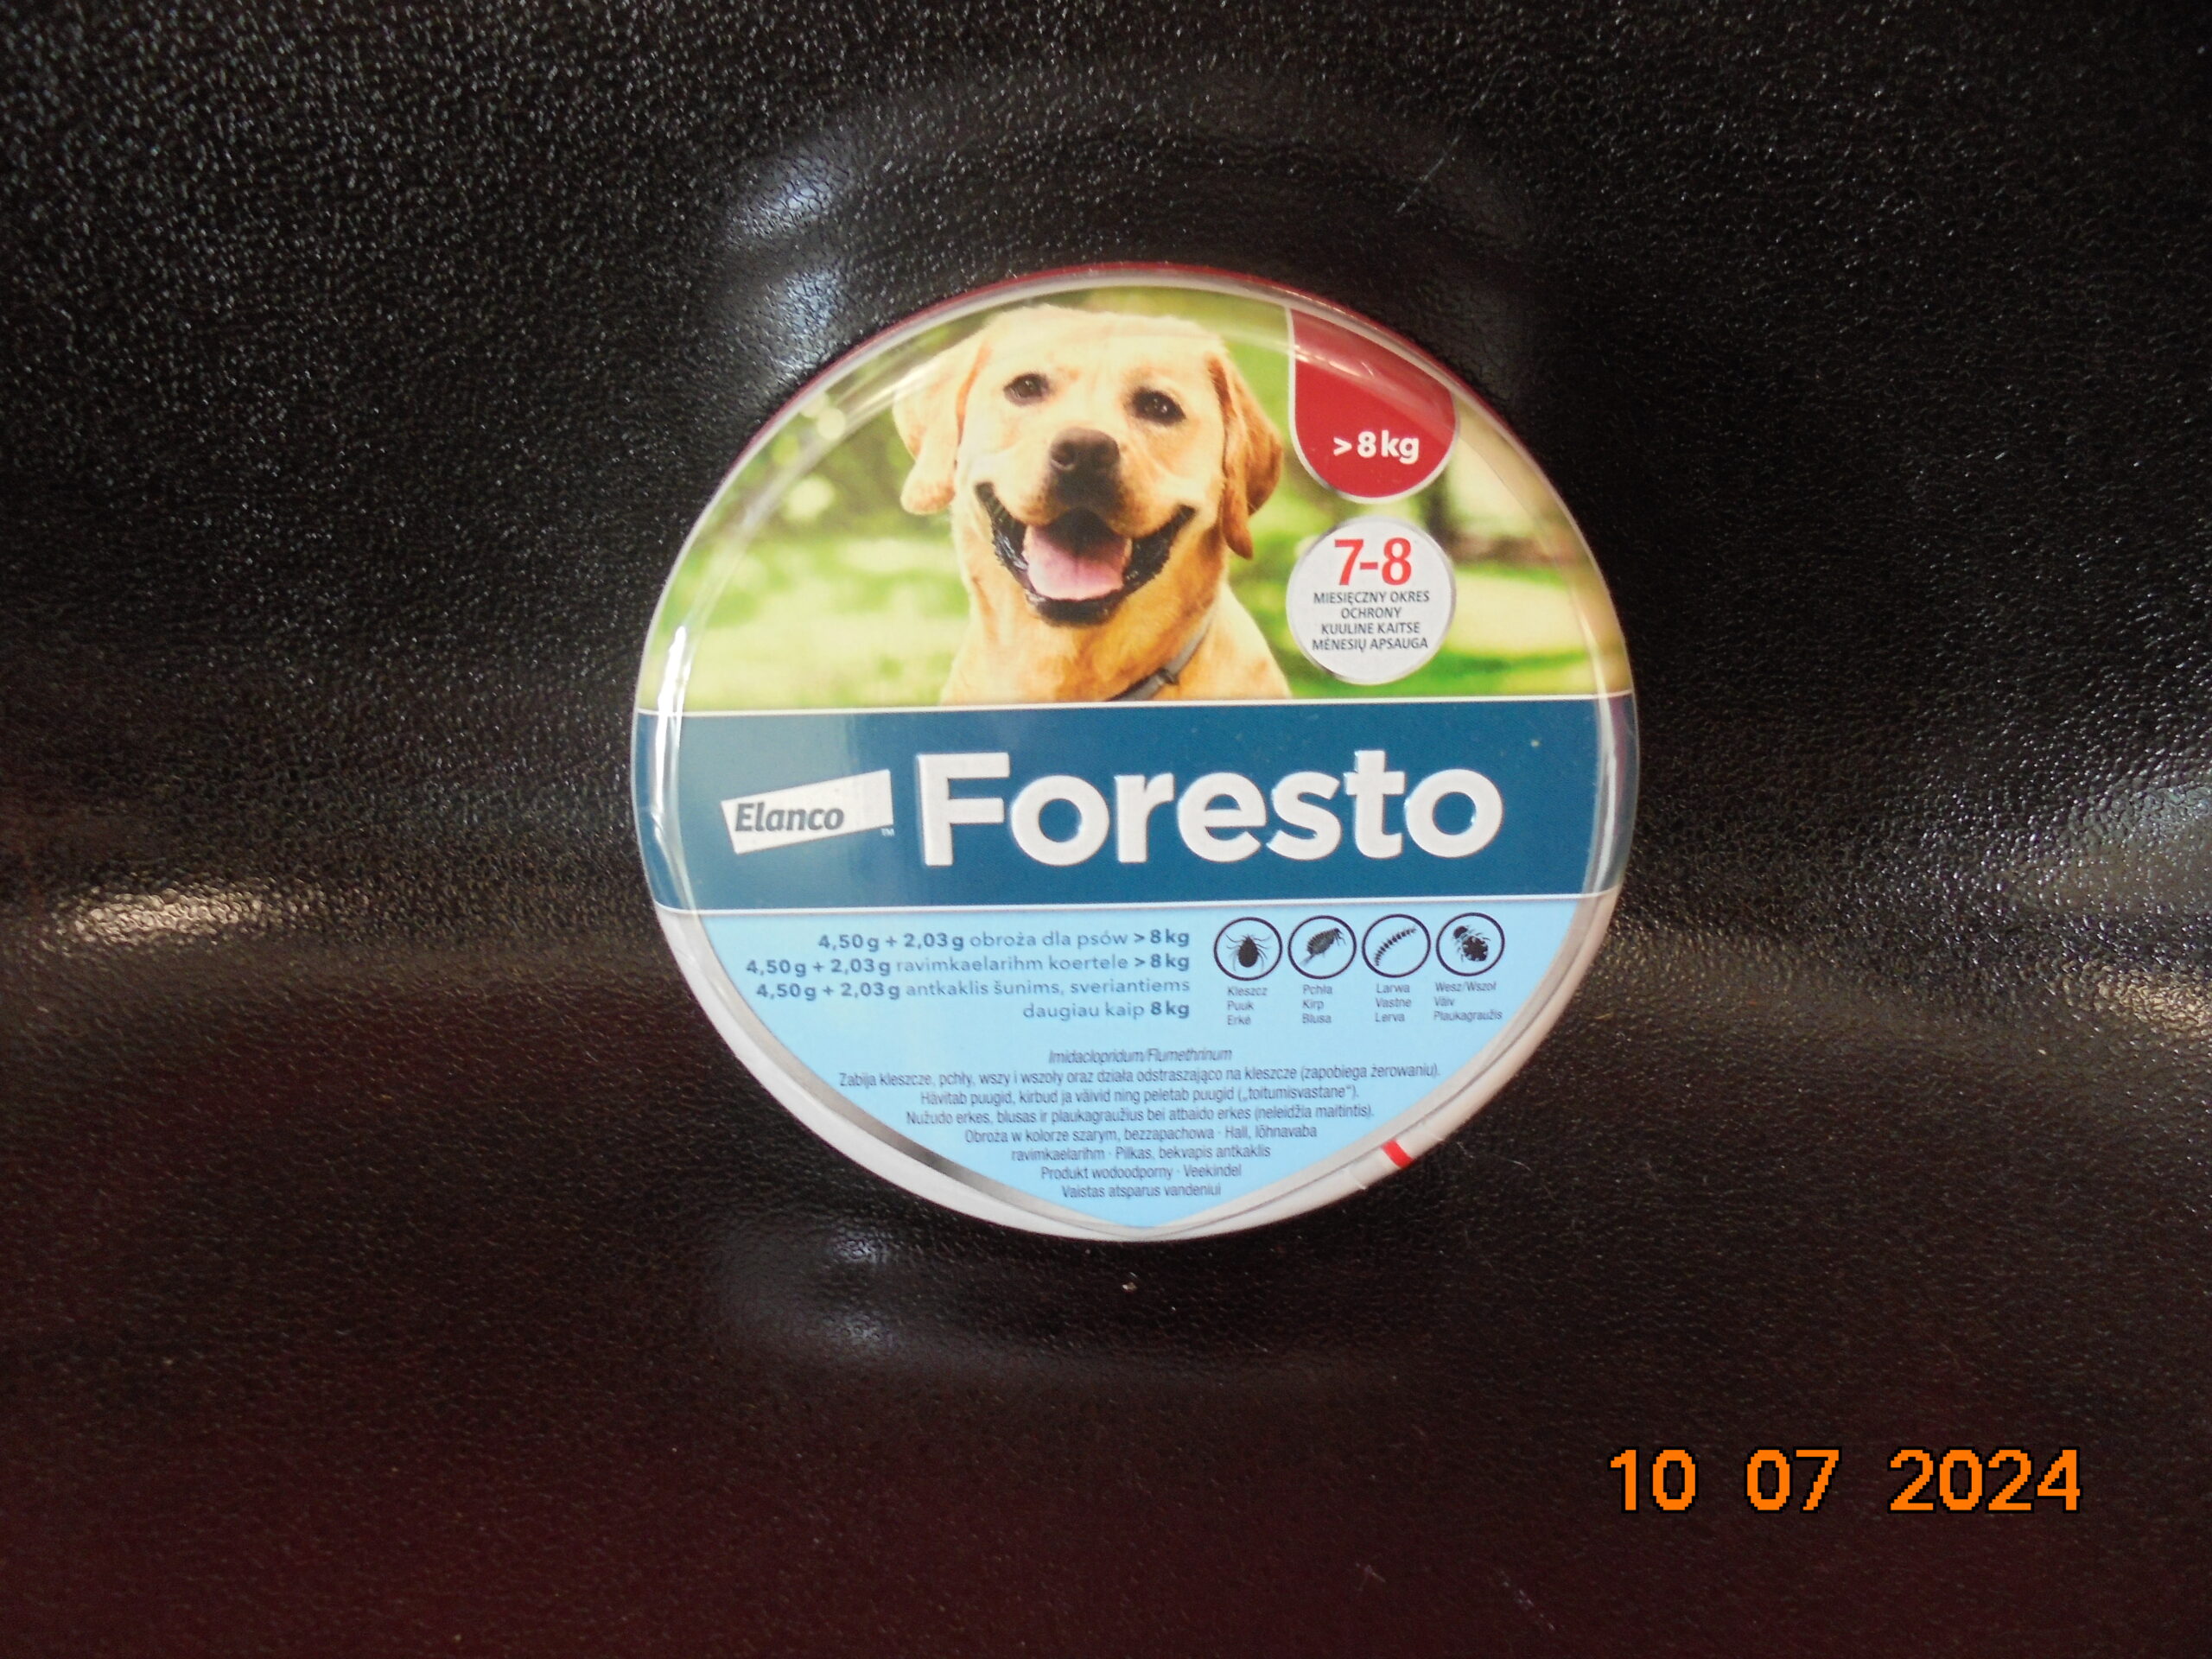 >8kg
7-8
MIESIĘCZNY OKRES
OCHRONY
KUULINE KAITSE
MĖNESIŲ APSAUGA
Elanco™
Foresto
4,50g + 2,03g obroża dla psów > 8kg
4,50g + 2,03g ravimkaelarihm koertele > 8kg
4,50g + 2,03g antkaklis šunims, sveriantiems
daugiau kaip 8kg
Kleszcz
Puuk
Erkė
Pchła
Kirp
Blusa
Larwa
Vastne
Lerva
Wesz/Wszoł
Väiv
Plaukagraužis
Imidaclopridum/Flumethrinum
Zabija kleszcze, pchły, wszy i wszoły oraz działa odstraszająco na kleszcze (zapobiega żerowaniu).
Hävitab puugid, kirbud ja väivid ning peletab puugid („toitumisvastane“).
Nužudo erkes, blusas ir plaukagraužius bei atbaido erkes (neleidžia maitintis).
Obroża w kolorze szarym, bezzapachowa · Hall, lõhnavaba
ravimkaelarihm · Pilkas, bekvapis antkaklis
Produkt wodoodporny · Veekindel
Vaistas atsparus vandeniui
10 07 2024